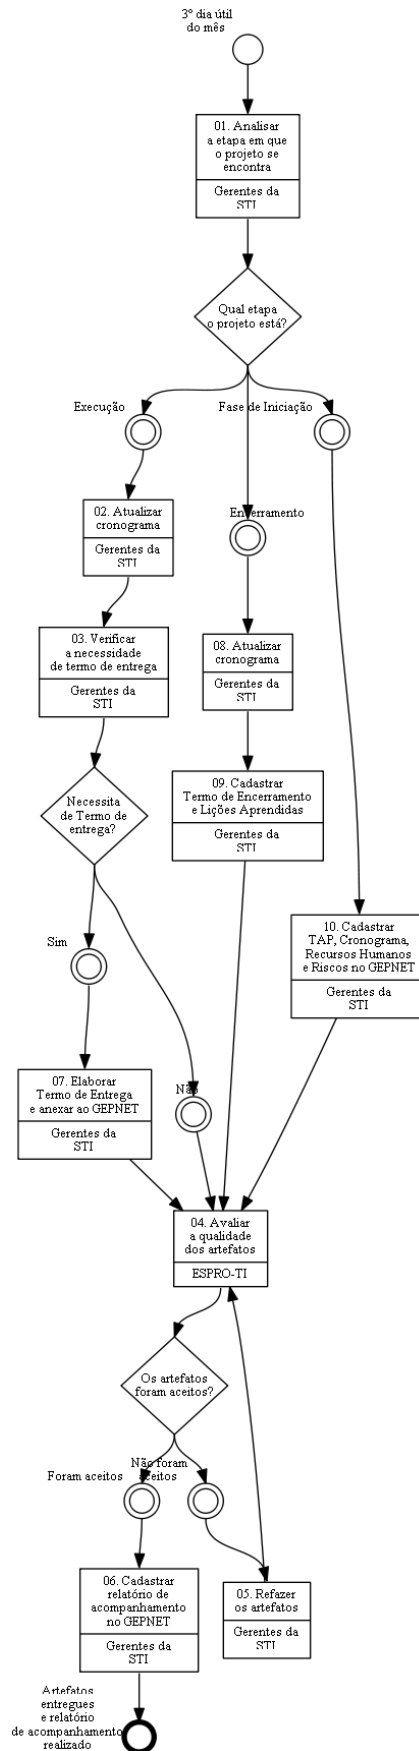 3º dia útil
do mês
01. Analisar
a etapa em que
o projeto se
encontra
Gerentes da
STI
Qual etapa
o projeto está?
Execução
Fase de Iniciação
Encerramento
02. Atualizar
cronograma
Gerentes da
STI
03. Verificar
a necessidade
de termo de entrega
Gerentes da
STI
08. Atualizar
cronograma
Gerentes da
STI
09. Cadastrar
Termo de Encerramento
e Lições Aprendidas
Gerentes da
STI
Necessita
de Termo de
entrega?
10. Cadastrar
TAP, Cronograma,
Recursos Humanos
e Riscos no GEPNET
Gerentes da
STI
Sim
07. Elaborar
Termo de Entrega
e anexar ao GEPNET
Gerentes da
STI
Não
04. Avaliar
a qualidade
dos artefatos
ESPRO-TI
Os artefatos
foram aceitos?
Foram aceitos
Não foram
aceitos
06. Cadastrar
relatório de
acompanhamento
no GEPNET
Gerentes da
STI
05. Refazer
os artefatos
Gerentes da
STI
Artefatos
entregues
e relatório
de acompanhamento
realizado